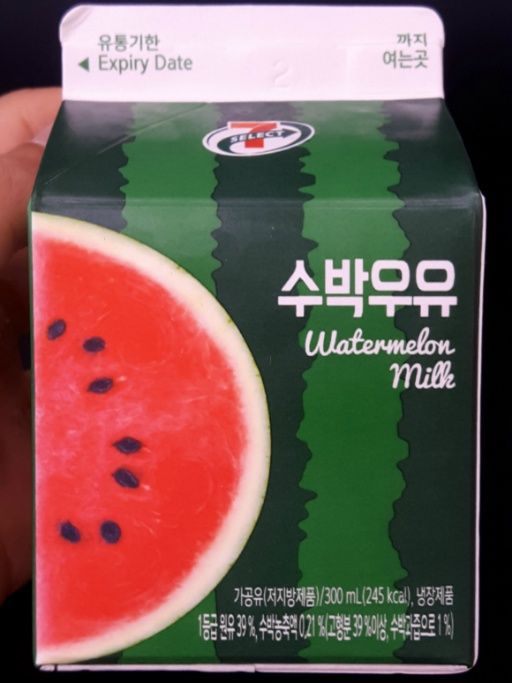 유통기한 까지
◀ Expiry Date 여는곳
7
SELECT
수박우유
Watermelon
Milk
가공유(저지방제품)/300 mL(245 kcal), 냉장제품
1등급 원유 39 %, 수박농축액 0.21 %(고형분 39 %이상, 수박과즙으로 1 %)